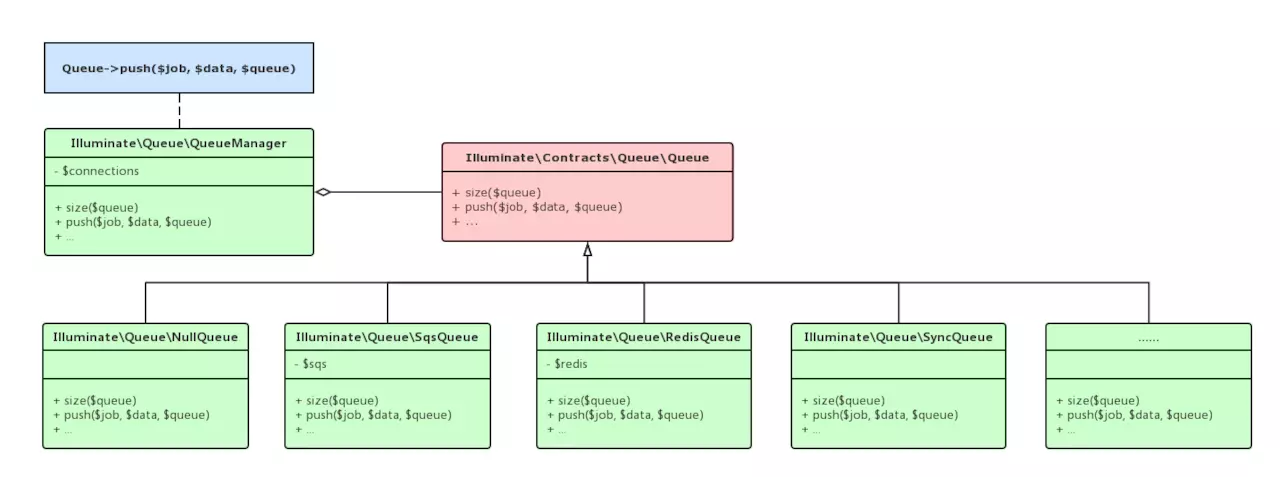 Queue->push($job, $data, $queue)
Illuminate\Queue\QueueManager
- $connections
+ size($queue)
+ push($job, $data, $queue)
+ ...
Illuminate\Contracts\Queue\Queue
+ size($queue)
+ push($job, $data, $queue)
+ ...
Illuminate\Queue\NullQueue
+ size($queue)
+ push($job, $data, $queue)
+ ...
Illuminate\Queue\SqsQueue
- $sqs
+ size($queue)
+ push($job, $data, $queue)
+ ...
Illuminate\Queue\RedisQueue
- $redis
+ size($queue)
+ push($job, $data, $queue)
+ ...
Illuminate\Queue\SyncQueue
+ size($queue)
+ push($job, $data, $queue)
+ ...
......
+ size($queue)
+ push($job, $data, $queue)
+ ...